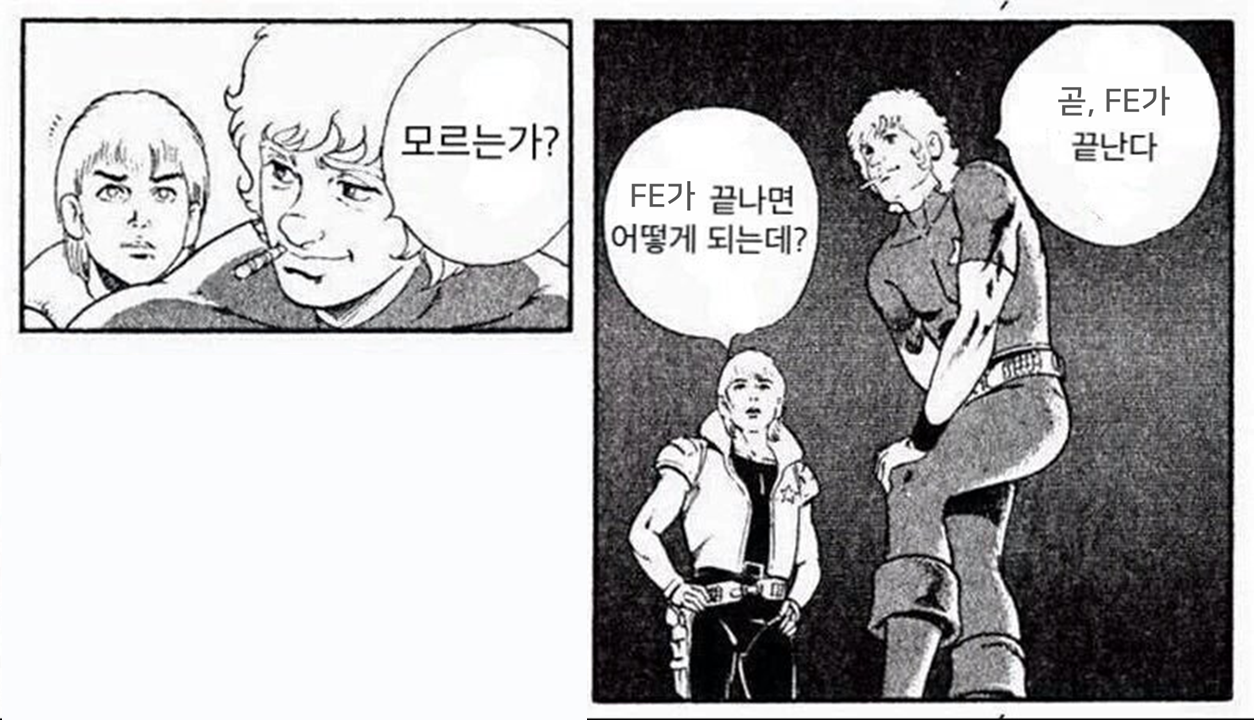 곧, FE가
끝난다
FE가 끝나면
어떻게 되는데?
모르는가?